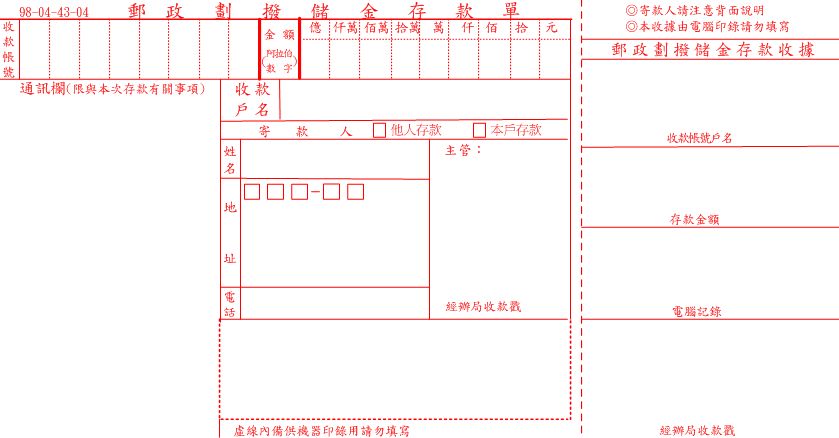 98-04-43-04 郵政劃撥儲金存款單
收款帳號
金額
(阿拉伯
數字)
億 仟萬 佰萬 拾萬 萬 仟 佰 拾 元
通訊欄(限與本次存款有關事項)
收款
戶名
寄款人 □他人存款 □本戶存款
姓名
主管：
地址
□□□-□□
電話
經辦局收款戳
虛線內備供機器印錄用請勿填寫
◎寄款人請注意背面說明
◎本收據由電腦印錄請勿填寫
郵政劃撥儲金存款收據
收款帳號戶名
存款金額
電腦記錄
經辦局收款戳